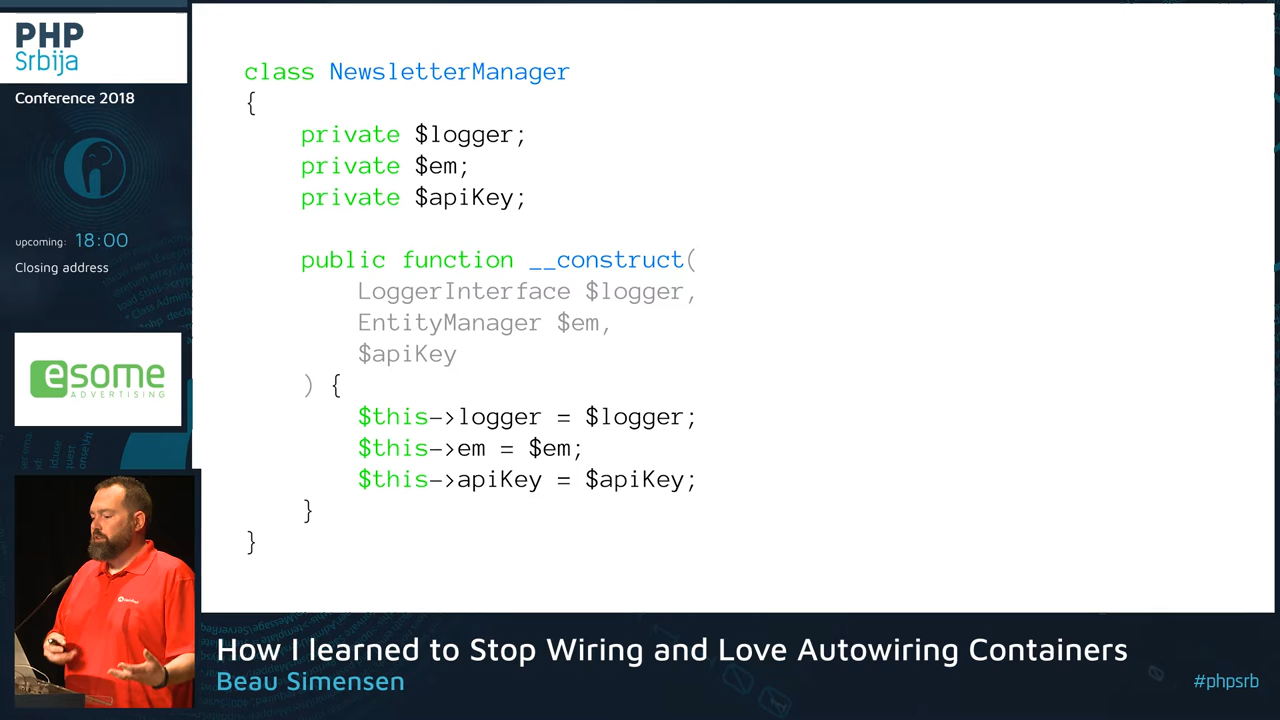 PHP
Srbija
Conference 2018
upcoming: 18:00
Closing address
esome
ADVERTISING
class NewsletterManager
{
    private $logger;
    private $em;
    private $apiKey;
    public function __construct(
        LoggerInterface $logger,
        EntityManager $em,
        $apiKey
    ) {
        $this->logger = $logger;
        $this->em = $em;
        $this->apiKey = $apiKey;
    }
}
How I learned to Stop Wiring and Love Autowiring Containers
Beau Simensen
#phpsrb